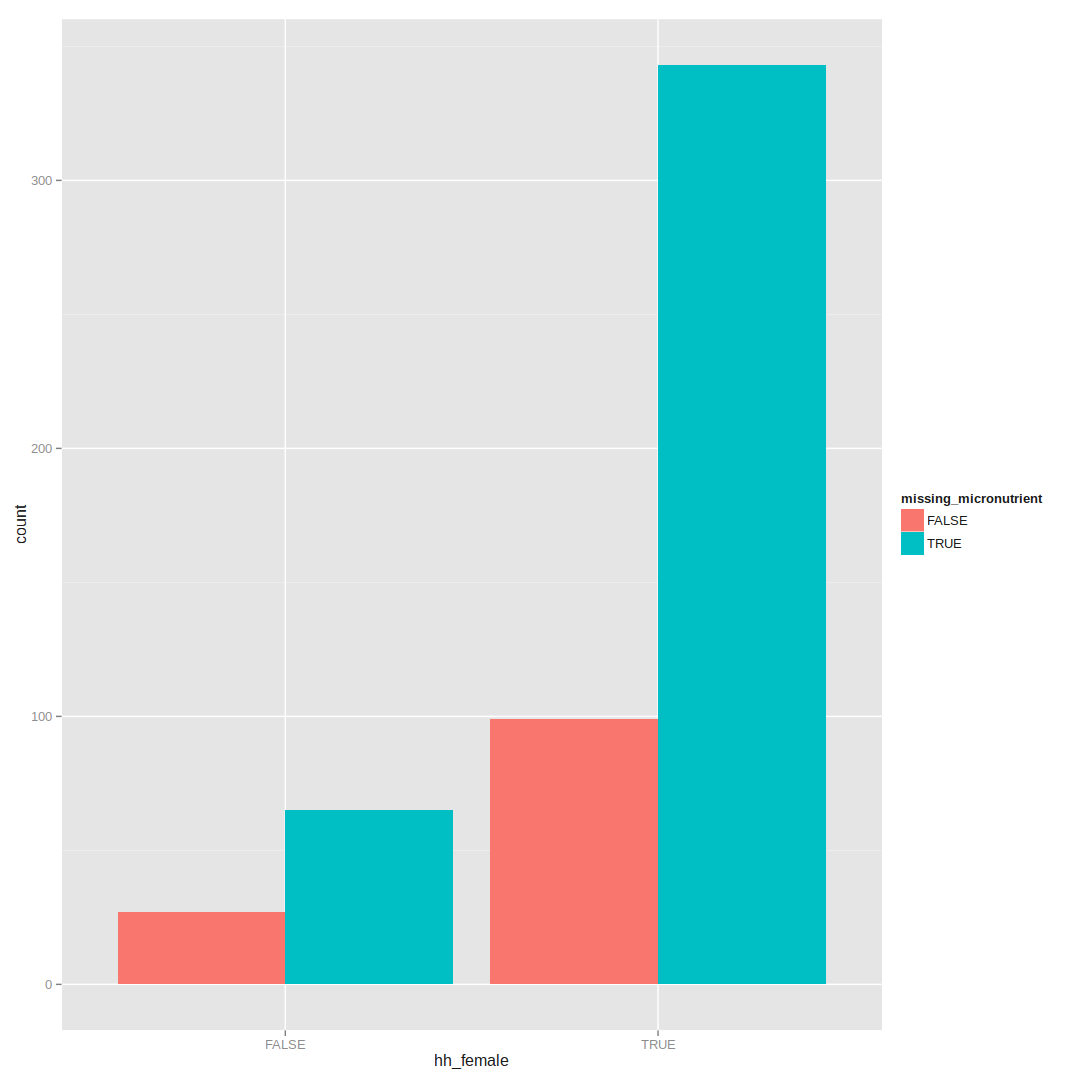 300
200
100
0
count
FALSE
TRUE
hh_female
missing_micronutrient
FALSE
TRUE